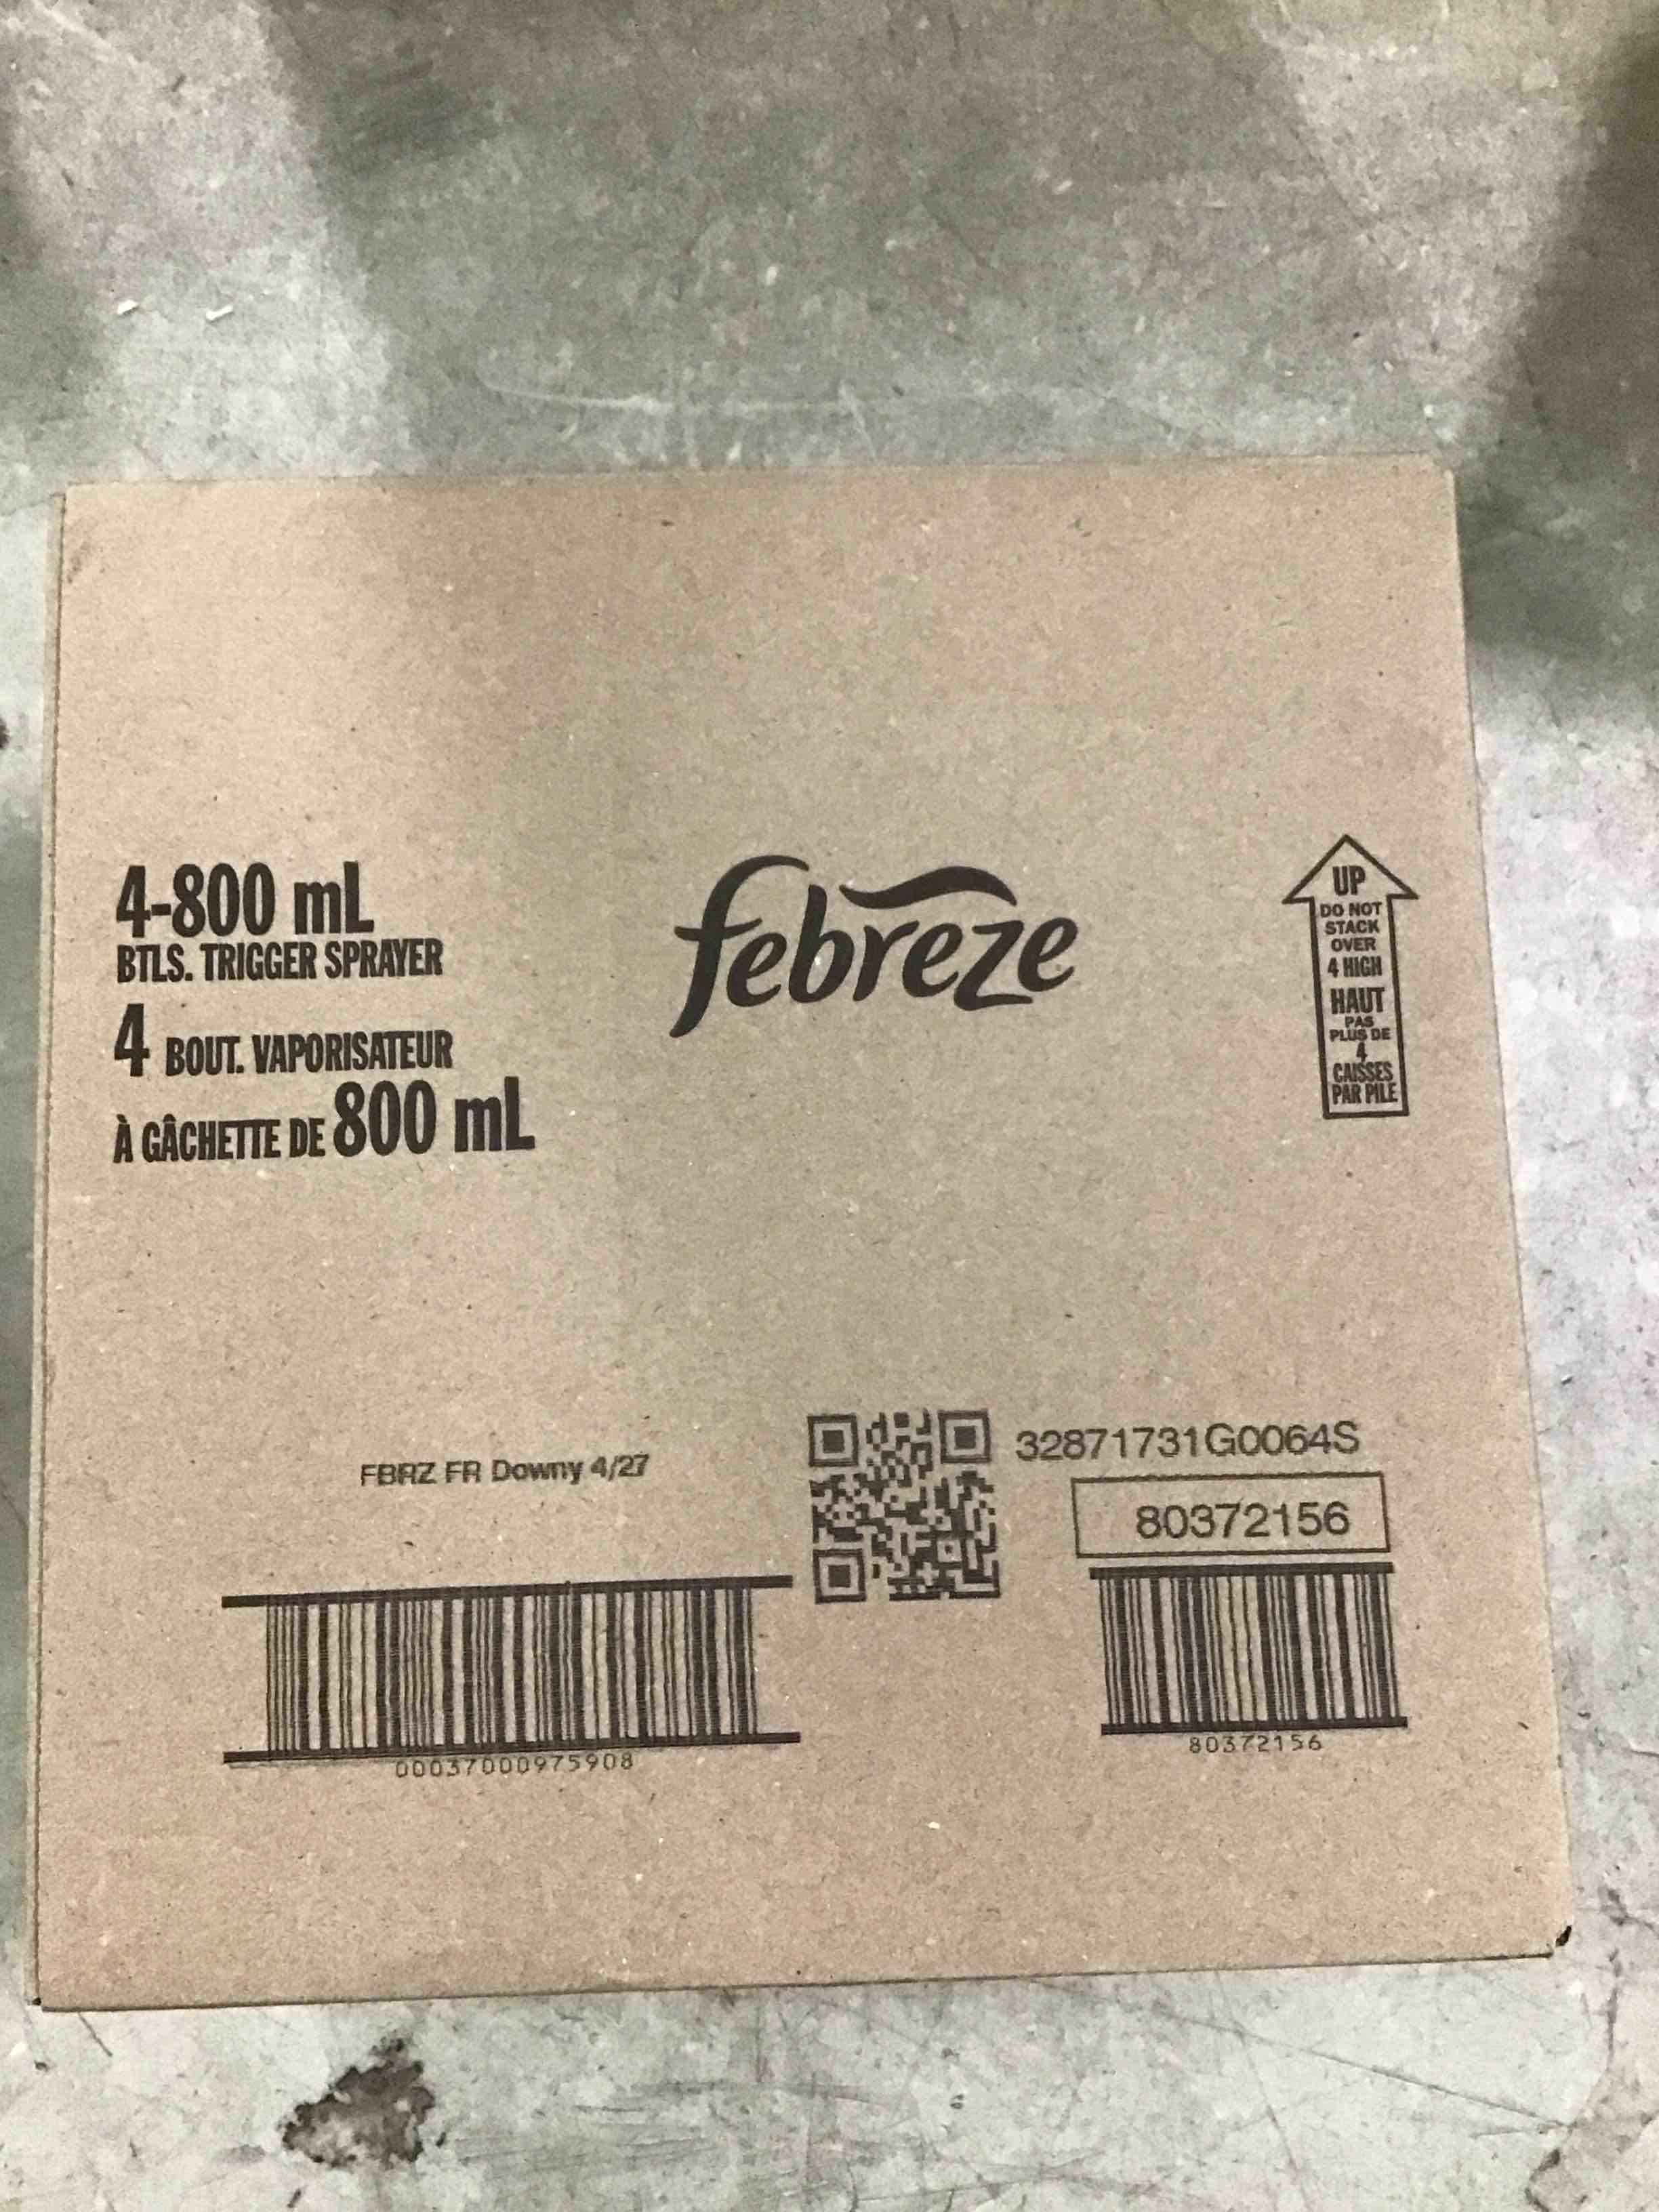 4-800 mL
BTLS. TRIGGER SPRAYER
4 BOUT. VAPORISATEUR
À GÂCHETTE DE 800 mL
febreze
UP
DO NOT
STACK
OVER
4 HIGH
HAUT
PAS
PLUS DE
4
CAISSES
PAR PILE
FBRZ FR Downy 4/27
32871731G0064S
80372156
00037000975908
80372156